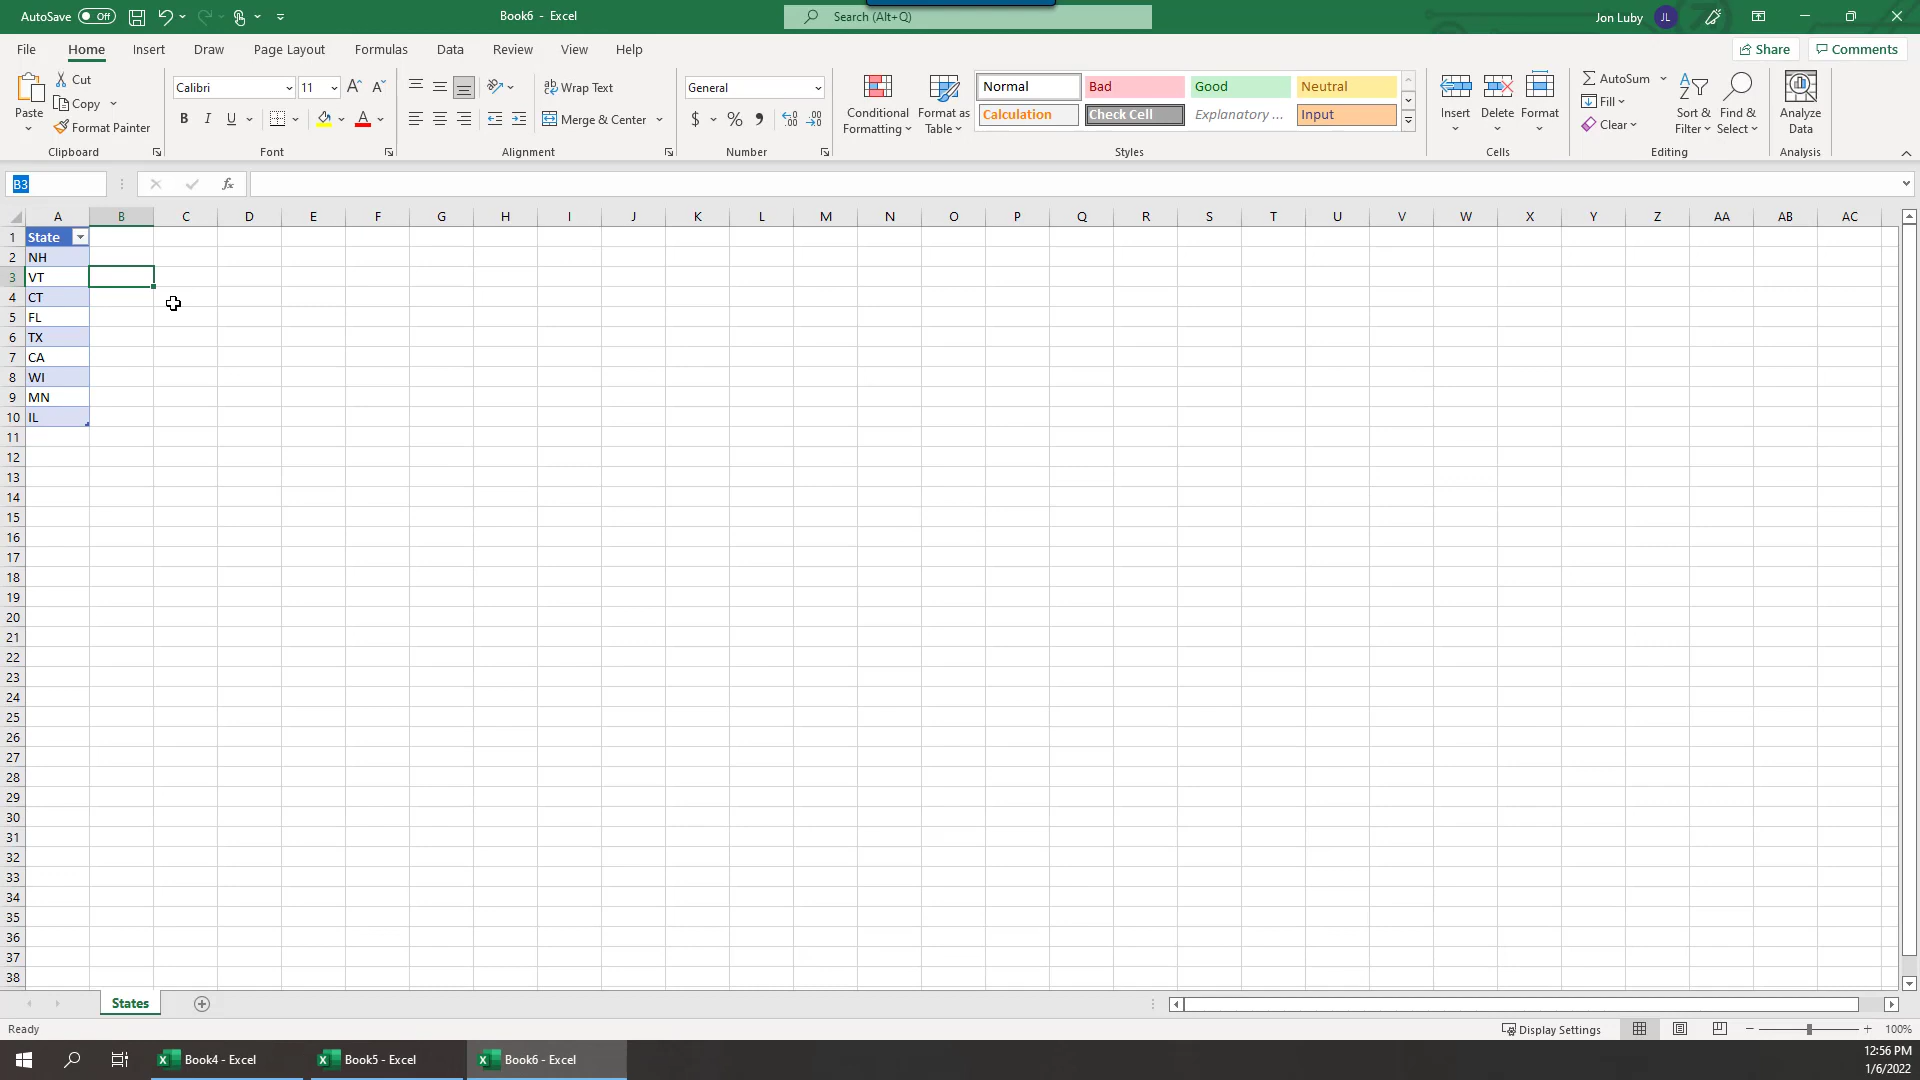 AutoSave Off
Book6 - Excel
Search (Alt+Q)
Jon Luby JL
File Home Insert Draw Page Layout Formulas Data Review View Help
Share Comments
Paste
Cut
Copy
Format Painter
Clipboard
Calibri 11 A A
B I U A
Font
Wrap Text
Merge & Center
Alignment
General
$ % 9
Number
Conditional Formatting
Format as Table
Normal Bad Good Neutral
Calculation Check Cell Explanatory ... Input
Styles
Insert Delete Format
Cells
AutoSum
Fill
Clear
Sort & Filter
Find & Select
Editing
Analyze Data
Analysis
B3 fx
A B C D E F G H I J K L M N O P Q R S T U V W X Y Z AA AB AC
1 State
2 NH
3 VT
4 CT
5 FL
6 TX
7 CA
8 WI
9 MN
10 IL
11
12
13
14
15
16
17
18
19
20
21
22
23
24
25
26
27
28
29
30
31
32
33
34
35
36
37
38
States
Ready
Display Settings
100%
Book4 - Excel Book5 - Excel Book6 - Excel
12:56 PM
1/6/2022